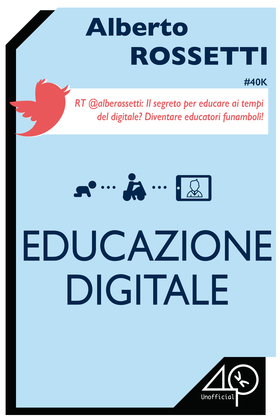 Alberto
ROSSETTI
#40K
RT @alberossetti: Il segreto per educare ai tempi
del digitale? Diventare educatori funamboli!
EDUCAZIONE
DIGITALE
40
Unofficial